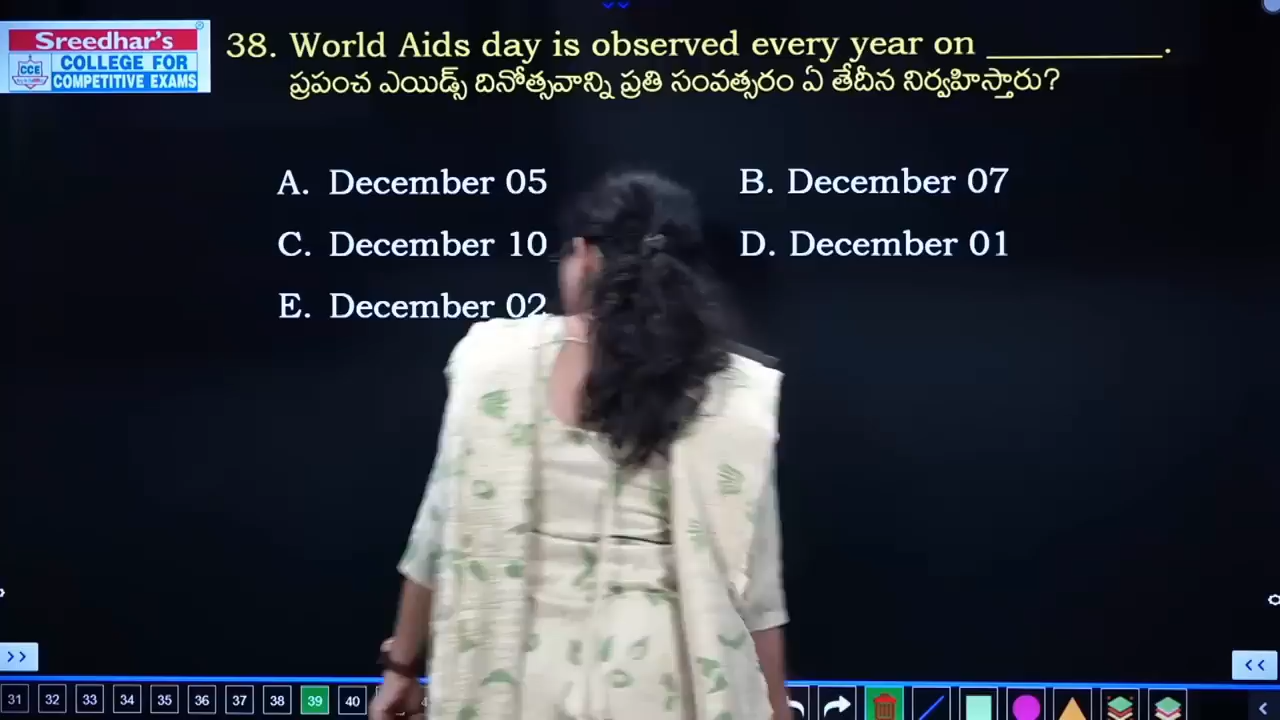 Sreedhar's
CCE
COLLEGE FOR
COMPETITIVE EXAMS
38. World Aids day is observed every year on __________.
ప్రపంచ ఎయిడ్స్ దినోత్సవాన్ని ప్రతి సంవత్సరం ఏ తేదీన నిర్వహిస్తారు?
A. December 05
B. December 07
C. December 10
D. December 01
E. December 02
>>
<<
31 32 33 34 35 36 37 38 39 40
<